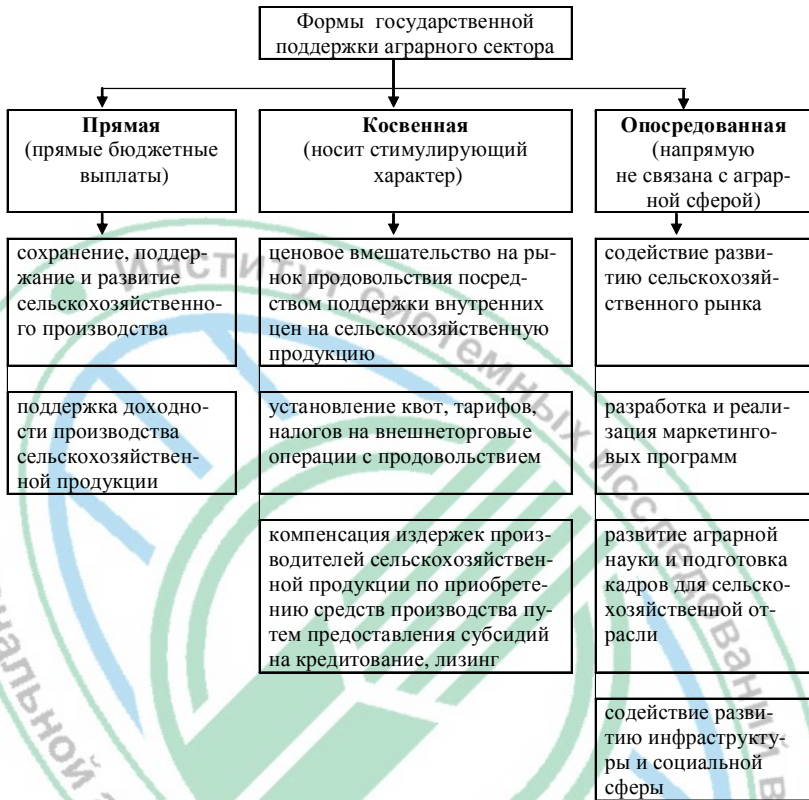 Формы государственной
поддержки аграрного сектора
Прямая
(прямые бюджетные
выплаты)
Косвенная
(носит стимулирующий
характер)
Опосредованная
(напрямую
не связана с аграр-
ной сферой)
сохранение, поддер-
жание и развитие
сельскохозяйственно-
го производства
ценовое вмешательство на ры-
нок продовольствия посред-
ством поддержки внутренних
цен на сельскохозяйственную
продукцию
содействие разви-
тию сельскохозяй-
ственного рынка
поддержка доходно-
сти производства
сельскохозяйствен-
ной продукции
установление квот, тарифов,
налогов на внешнеторговые
операции с продовольствием
разработка и реали-
зация маркетинго-
вых программ
компенсация издержек произ-
водителей сельскохозяйствен-
ной продукции по приобрете-
нию средств производства пу-
тем предоставления субсидий
на кредитование, лизинг
развитие аграрной
науки и подготовка
кадров для сельско-
хозяйственной от-
расли
содействие разви-
тию инфраструкту-
ры и социальной
сферы
Институт системных исследований в